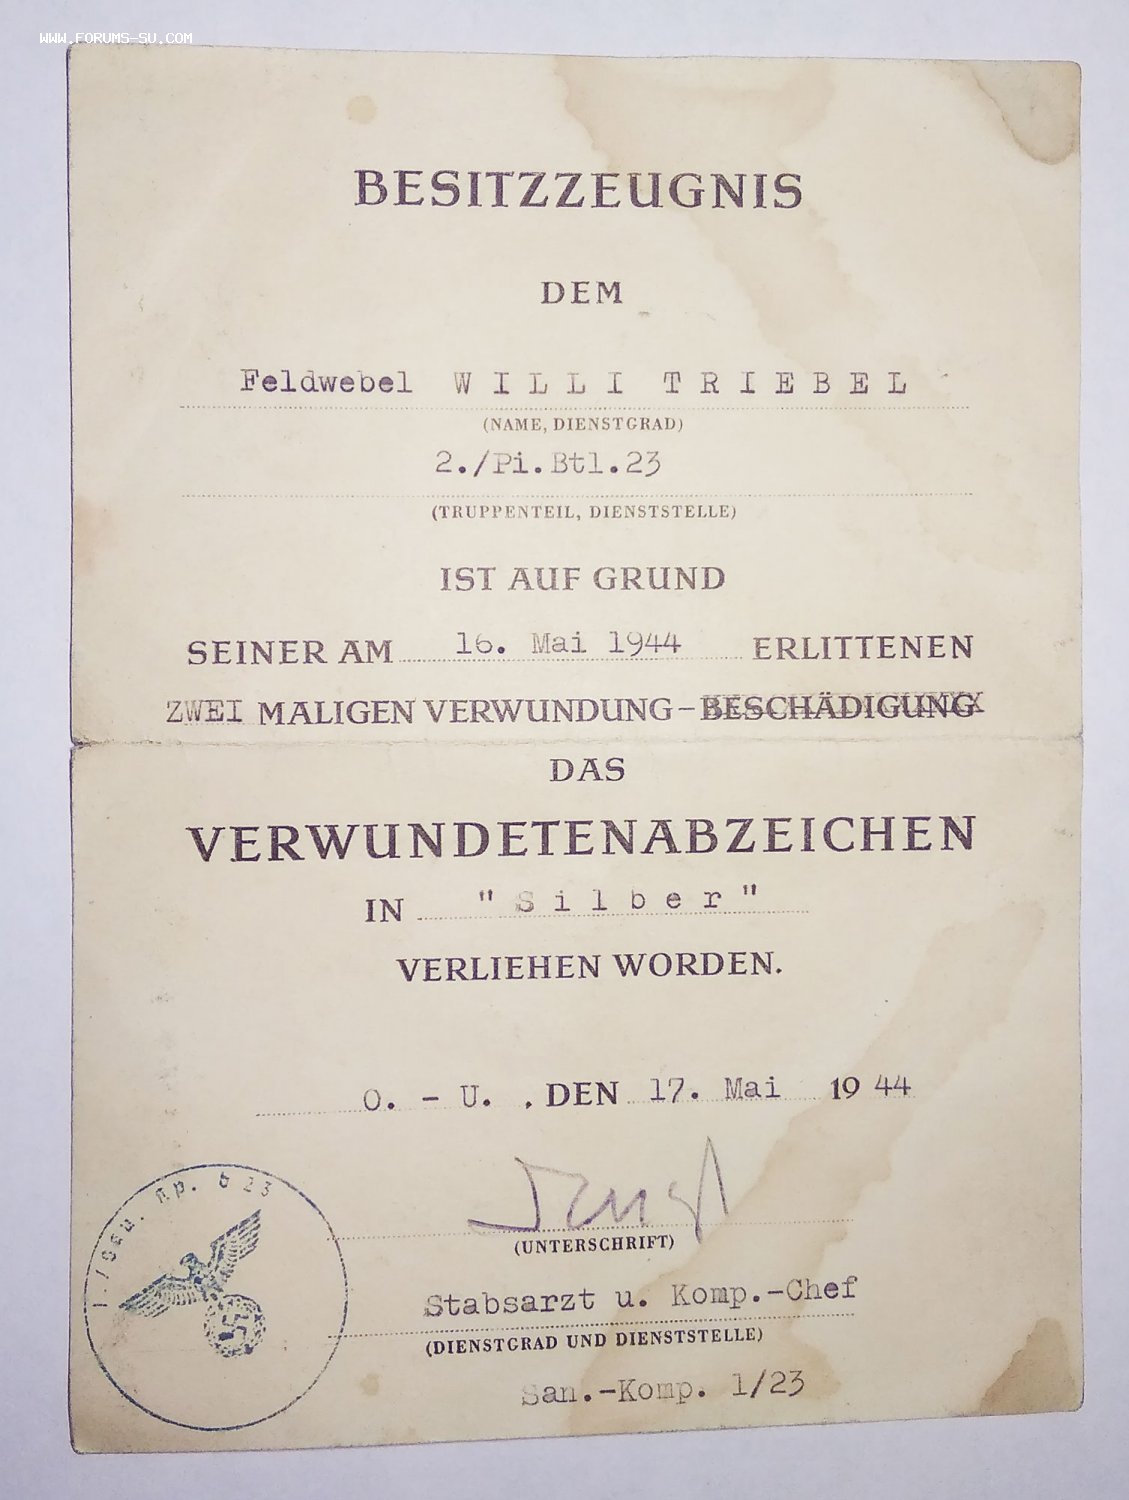 WWW.FORUMS-SU.COM
BESITZZEUGNIS
DEM
Feldwebel WILLI TRIEBEL
(NAME, DIENSTGRAD)
2./Pi.Btl.23
(TRUPPENTEIL, DIENSTSTELLE)
IST AUF GRUND
SEINER AM 16. Mai 1944 ERLITTENEN
ZWEI MALIGEN VERWUNDUNG – BESCHÄDIGUNG
DAS
VERWUNDETENABZEICHEN
IN "Silber"
VERLIEHEN WORDEN.
O. - U. , DEN 17. Mai 1944
(UNTERSCHRIFT)
Stabsarzt u. Komp.-Chef
(DIENSTGRAD UND DIENSTSTELLE)
San.-Komp. 1/23